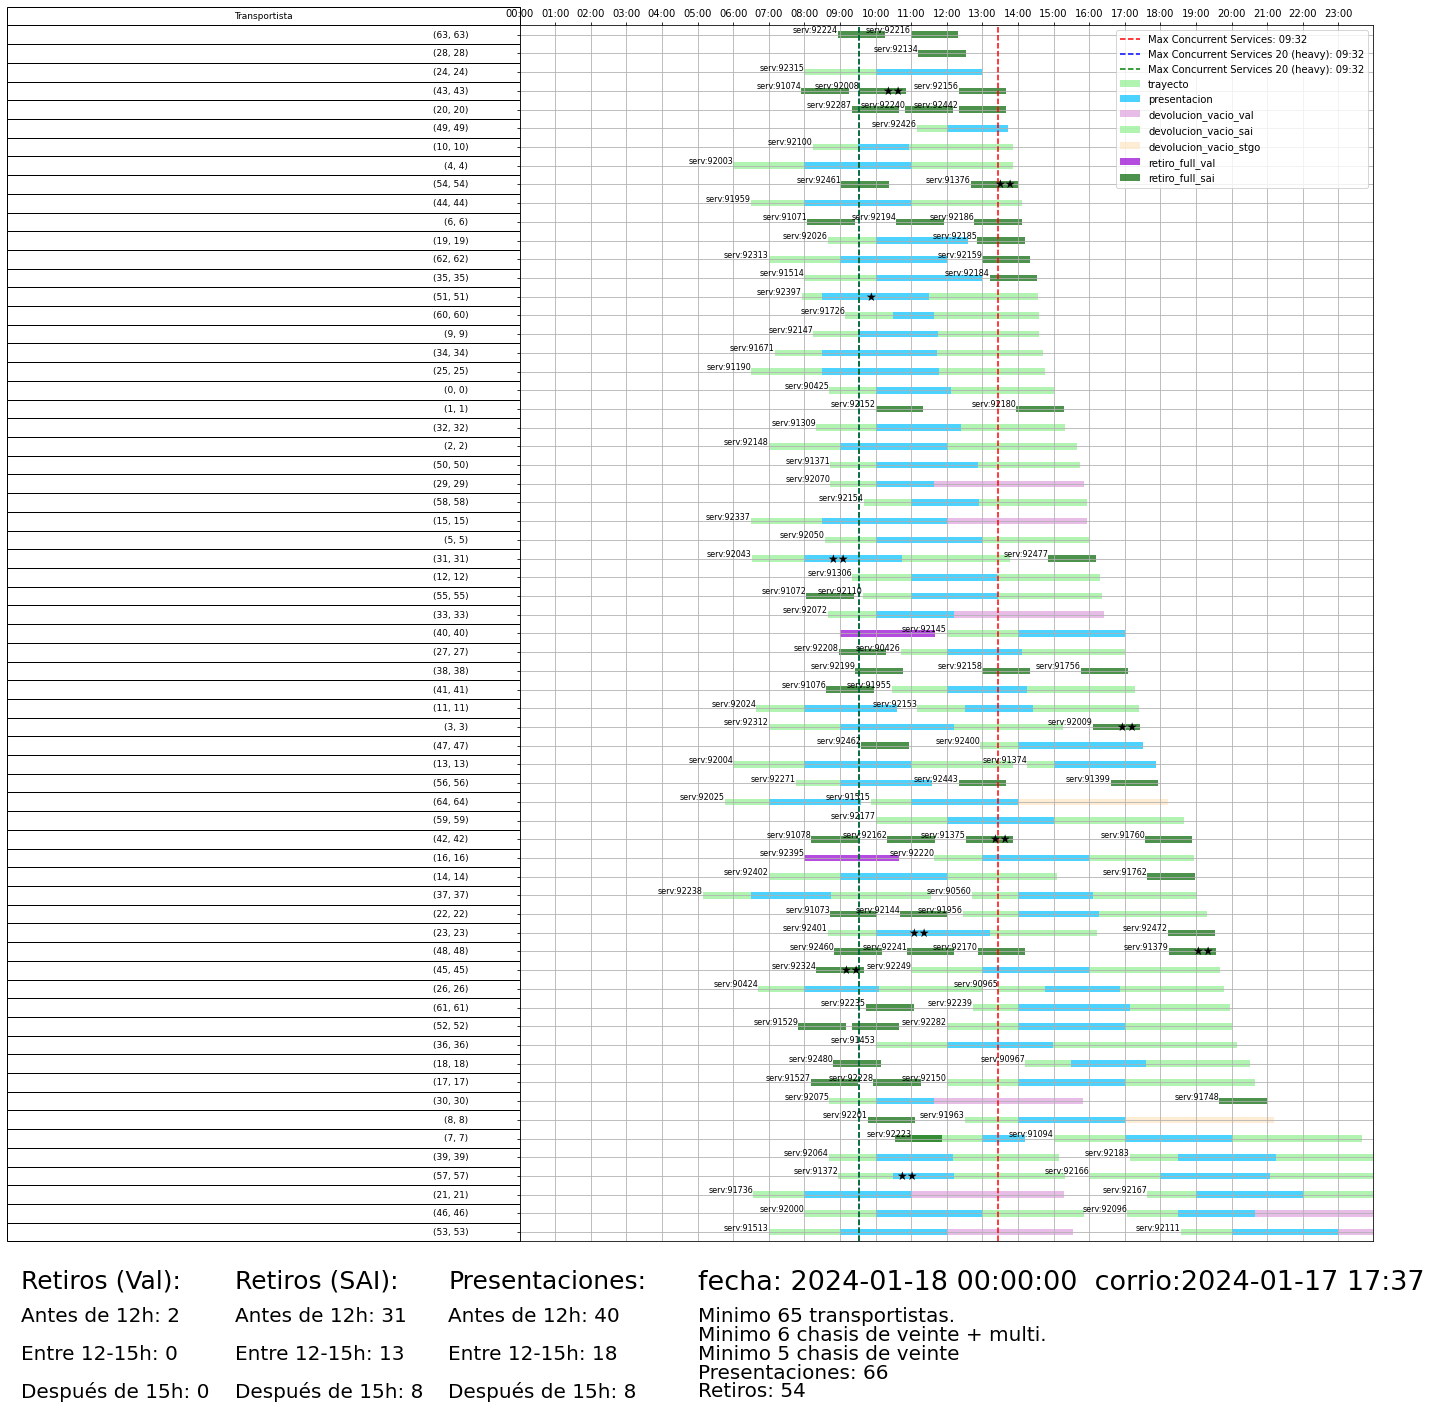 Transportista
00:00 01:00 02:00 03:00 04:00 05:00 06:00 07:00 08:00 09:00 10:00 11:00 12:00 13:00 14:00 15:00 16:00 17:00 18:00 19:00 20:00 21:00 22:00 23:00
Max Concurrent Services: 09:32
Max Concurrent Services 20 (heavy): 09:32
Max Concurrent Services 20 (heavy): 09:32
trayecto
presentacion
devolucion_vacio_val
devolucion_vacio_sai
devolucion_vacio_stgo
retiro_full_val
retiro_full_sai
(63, 63) serv:92224 serv:92216
(28, 28) serv:92134
(24, 24) serv:92315
(43, 43) serv:91074 serv:92008 serv:92156
(20, 20) serv:92287 serv:92240 serv:92442
(49, 49) serv:92426
(10, 10) serv:92100
(4, 4) serv:92003
(54, 54) serv:92461 serv:91376
(44, 44) serv:91959
(6, 6) serv:91071 serv:92194 serv:92186
(19, 19) serv:92026 serv:92185
(62, 62) serv:92313 serv:92159
(35, 35) serv:91514 serv:92184
(51, 51) serv:92397
(60, 60) serv:91726
(9, 9) serv:92147
(34, 34) serv:91671
(25, 25) serv:91190
(0, 0) serv:90425
(1, 1) serv:92152 serv:92180
(32, 32) serv:91309
(2, 2) serv:92148
(50, 50) serv:91371
(29, 29) serv:92070
(58, 58) serv:92154
(15, 15) serv:92337
(5, 5) serv:92050
(31, 31) serv:92043 serv:92477
(12, 12) serv:91306
(55, 55) serv:91072 serv:92110
(33, 33) serv:92072
(40, 40) serv:92145
(27, 27) serv:92208 serv:90426
(38, 38) serv:92199 serv:92158 serv:91756
(41, 41) serv:91076 serv:91955
(11, 11) serv:92024 serv:92153
(3, 3) serv:92312 serv:92009
(47, 47) serv:92462 serv:92400
(13, 13) serv:92004 serv:91374
(56, 56) serv:92271 serv:92443 serv:91399
(64, 64) serv:92025 serv:91515
(59, 59) serv:92177
(42, 42) serv:91078 serv:92162 serv:91375 serv:91760
(16, 16) serv:92395 serv:92220
(14, 14) serv:92402 serv:91762
(37, 37) serv:92238 serv:90560
(22, 22) serv:91073 serv:92144 serv:91956
(23, 23) serv:92401 serv:92472
(48, 48) serv:92460 serv:92241 serv:92170 serv:91379
(45, 45) serv:92324 serv:92249
(26, 26) serv:90424 serv:90965
(61, 61) serv:92235 serv:92239
(52, 52) serv:91529 serv:92282
(36, 36) serv:91453
(18, 18) serv:92480 serv:90967
(17, 17) serv:91527 serv:92228 serv:92150
(30, 30) serv:92075 serv:91748
(8, 8) serv:92201 serv:91963
(7, 7) serv:92223 serv:91094
(39, 39) serv:92064 serv:92183
(57, 57) serv:91372 serv:92166
(21, 21) serv:91736 serv:92167
(46, 46) serv:92000 serv:92096
(53, 53) serv:91513 serv:92111
Retiros (Val):
Antes de 12h: 2
Entre 12-15h: 0
Después de 15h: 0
Retiros (SAI):
Antes de 12h: 31
Entre 12-15h: 13
Después de 15h: 8
Presentaciones:
Antes de 12h: 40
Entre 12-15h: 18
Después de 15h: 8
fecha: 2024-01-18 00:00:00 corrio:2024-01-17 17:37
Minimo 65 transportistas.
Minimo 6 chasis de veinte + multi.
Minimo 5 chasis de veinte
Presentaciones: 66
Retiros: 54